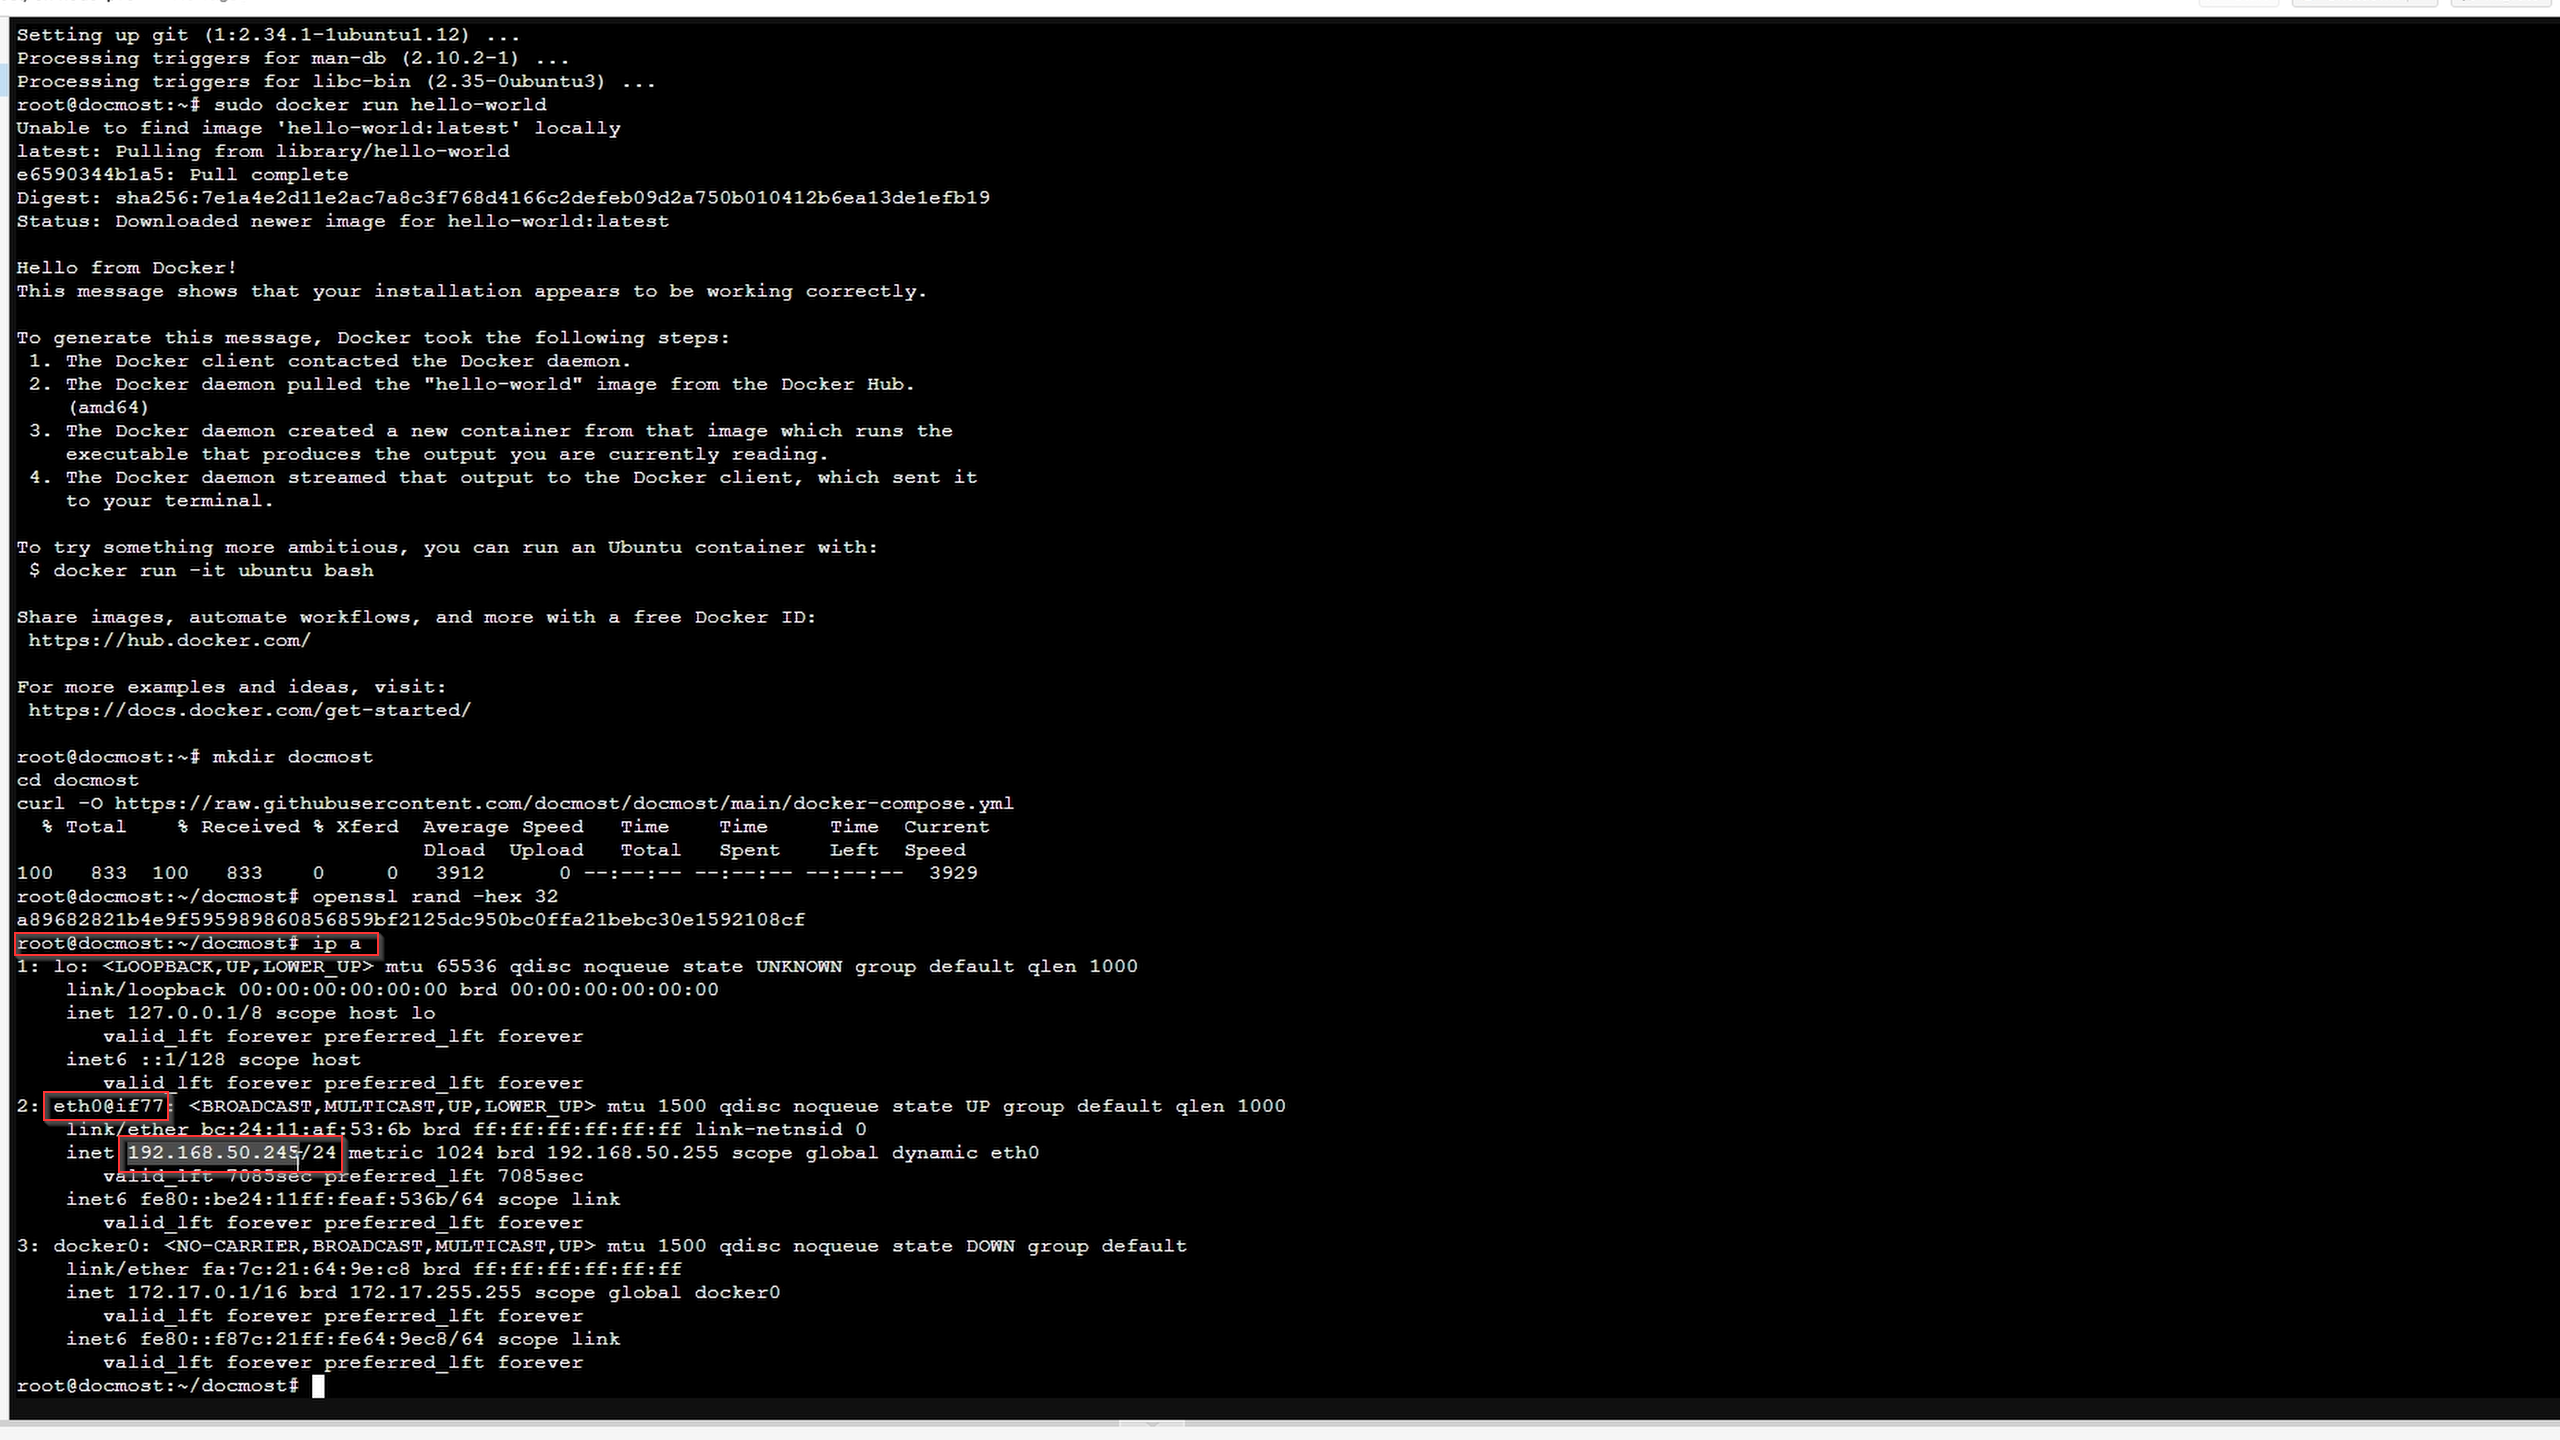 Setting up git (1:2.34.1-1ubuntu1.12) ...
Processing triggers for man-db (2.10.2-1) ...
Processing triggers for libc-bin (2.35-0ubuntu3) ...
root@docmost:~# sudo docker run hello-world
Unable to find image 'hello-world:latest' locally
latest: Pulling from library/hello-world
e6590344b1a5: Pull complete
Digest: sha256:7e1a4e2d11e2ac7a8c3f768d4166c2defeb09d2a750b010412b6ea13de1efb19
Status: Downloaded newer image for hello-world:latest

Hello from Docker!
This message shows that your installation appears to be working correctly.

To generate this message, Docker took the following steps:
 1. The Docker client contacted the Docker daemon.
 2. The Docker daemon pulled the "hello-world" image from the Docker Hub.
    (amd64)
 3. The Docker daemon created a new container from that image which runs the
    executable that produces the output you are currently reading.
 4. The Docker daemon streamed that output to the Docker client, which sent it
    to your terminal.

To try something more ambitious, you can run an Ubuntu container with:
 $ docker run -it ubuntu bash

Share images, automate workflows, and more with a free Docker ID:
 https://hub.docker.com/

For more examples and ideas, visit:
 https://docs.docker.com/get-started/

root@docmost:~# mkdir docmost
cd docmost
curl -O https://raw.githubusercontent.com/docmost/docmost/main/docker-compose.yml
  % Total    % Received % Xferd  Average Speed   Time    Time     Time  Current
                                 Dload  Upload   Total   Spent    Left  Speed
100   833  100   833    0     0   3912      0 --:--:-- --:--:-- --:--:--  3929
root@docmost:~/docmost# openssl rand -hex 32
a89682821b4e9f595989860856859bf2125dc950bc0ffa21bebc30e1592108cf
root@docmost:~/docmost# ip a
1: lo: <LOOPBACK,UP,LOWER_UP> mtu 65536 qdisc noqueue state UNKNOWN group default qlen 1000
    link/loopback 00:00:00:00:00:00 brd 00:00:00:00:00:00
    inet 127.0.0.1/8 scope host lo
       valid_lft forever preferred_lft forever
    inet6 ::1/128 scope host
       valid_lft forever preferred_lft forever
2: eth0@if77: <BROADCAST,MULTICAST,UP,LOWER_UP> mtu 1500 qdisc noqueue state UP group default qlen 1000
    link/ether bc:24:11:af:53:6b brd ff:ff:ff:ff:ff:ff link-netnsid 0
    inet 192.168.50.245/24 metric 1024 brd 192.168.50.255 scope global dynamic eth0
       valid_lft 7085sec preferred_lft 7085sec
    inet6 fe80::be24:11ff:feaf:536b/64 scope link
       valid_lft forever preferred_lft forever
3: docker0: <NO-CARRIER,BROADCAST,MULTICAST,UP> mtu 1500 qdisc noqueue state DOWN group default
    link/ether fa:7c:21:64:9e:c8 brd ff:ff:ff:ff:ff:ff
    inet 172.17.0.1/16 brd 172.17.255.255 scope global docker0
       valid_lft forever preferred_lft forever
    inet6 fe80::f87c:21ff:fe64:9ec8/64 scope link
       valid_lft forever preferred_lft forever
root@docmost:~/docmost#